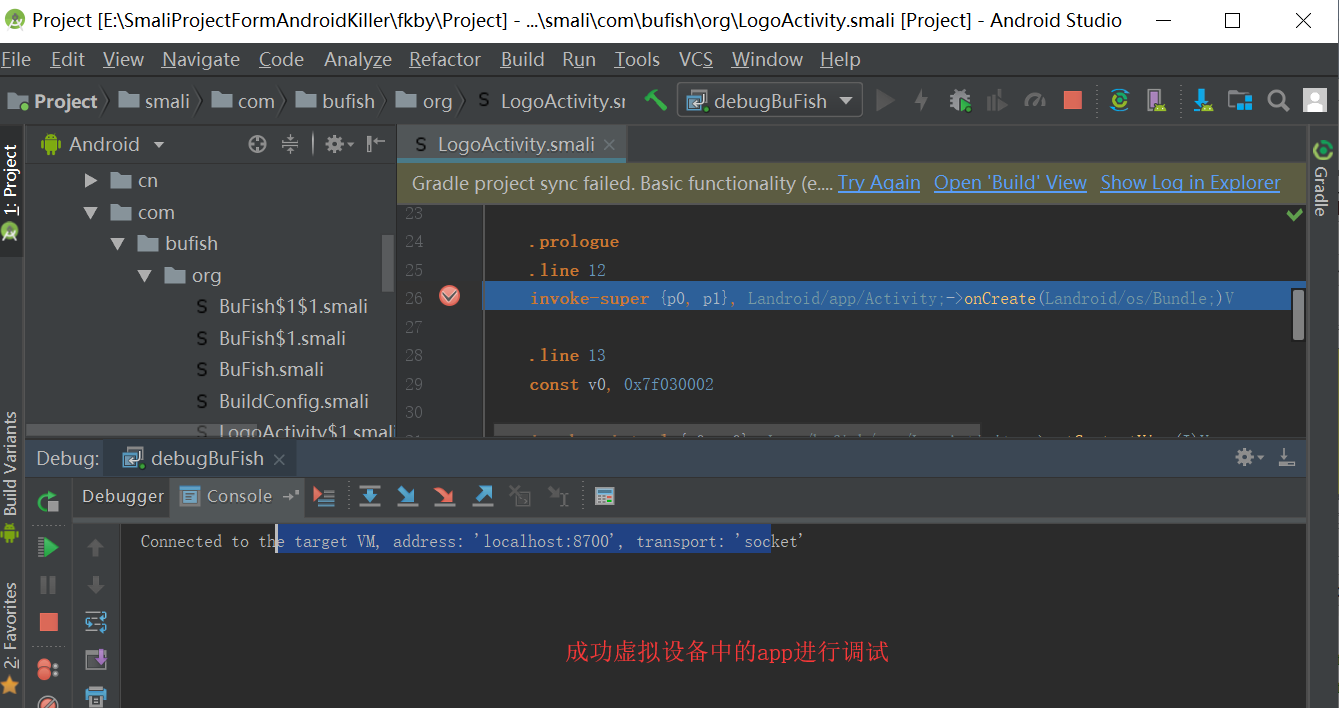 Project [E:\SmaliProjectFormAndroidKiller\fkby\Project] - ...\smali\com\bufish\org\LogoActivity.smali [Project] - Android Studio
File Edit View Navigate Code Analyze Refactor Build Run Tools VCS Window Help
Project smali com bufish org LogoActivity.sr debugBuFish
1: Project
Android
LogoActivity.smali
Gradle project sync failed. Basic functionality (e.... Try Again Open 'Build' View Show Log in Explorer
Gradle
cn
com
bufish
org
BuFish$1$1.smali
BuFish$1.smali
BuFish.smali
BuildConfig.smali
LogoActivity$1.smali
23
24 .prologue
25 .line 12
26 invoke-super {p0, p1}, Landroid/app/Activity;->onCreate(Landroid/os/Bundle;)V
27
28 .line 13
29 const v0, 0x7f030002
30
Build Variants
2: Favorites
Debug: debugBuFish
Debugger Console
Connected to the target VM, address: 'localhost:8700', transport: 'socket'
成功虚拟设备中的app进行调试